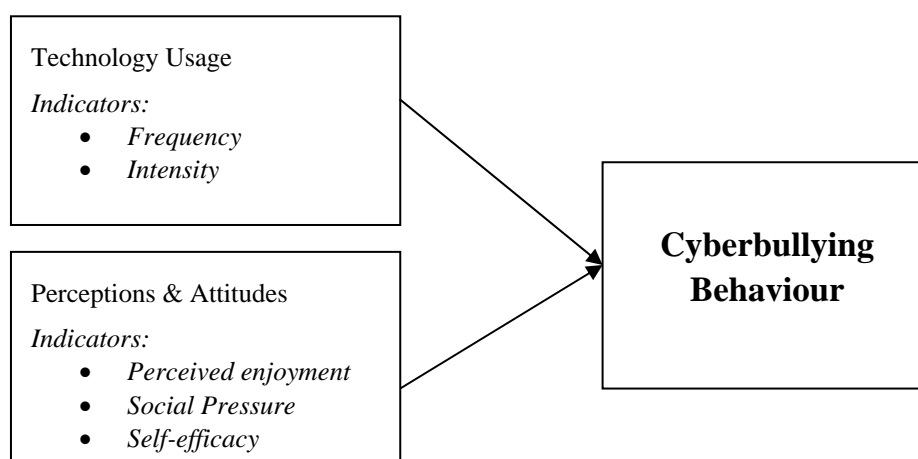 Technology Usage
Indicators:
• Frequency
• Intensity
Perceptions & Attitudes
Indicators:
• Perceived enjoyment
• Social Pressure
• Self-efficacy
Cyberbullying
Behaviour